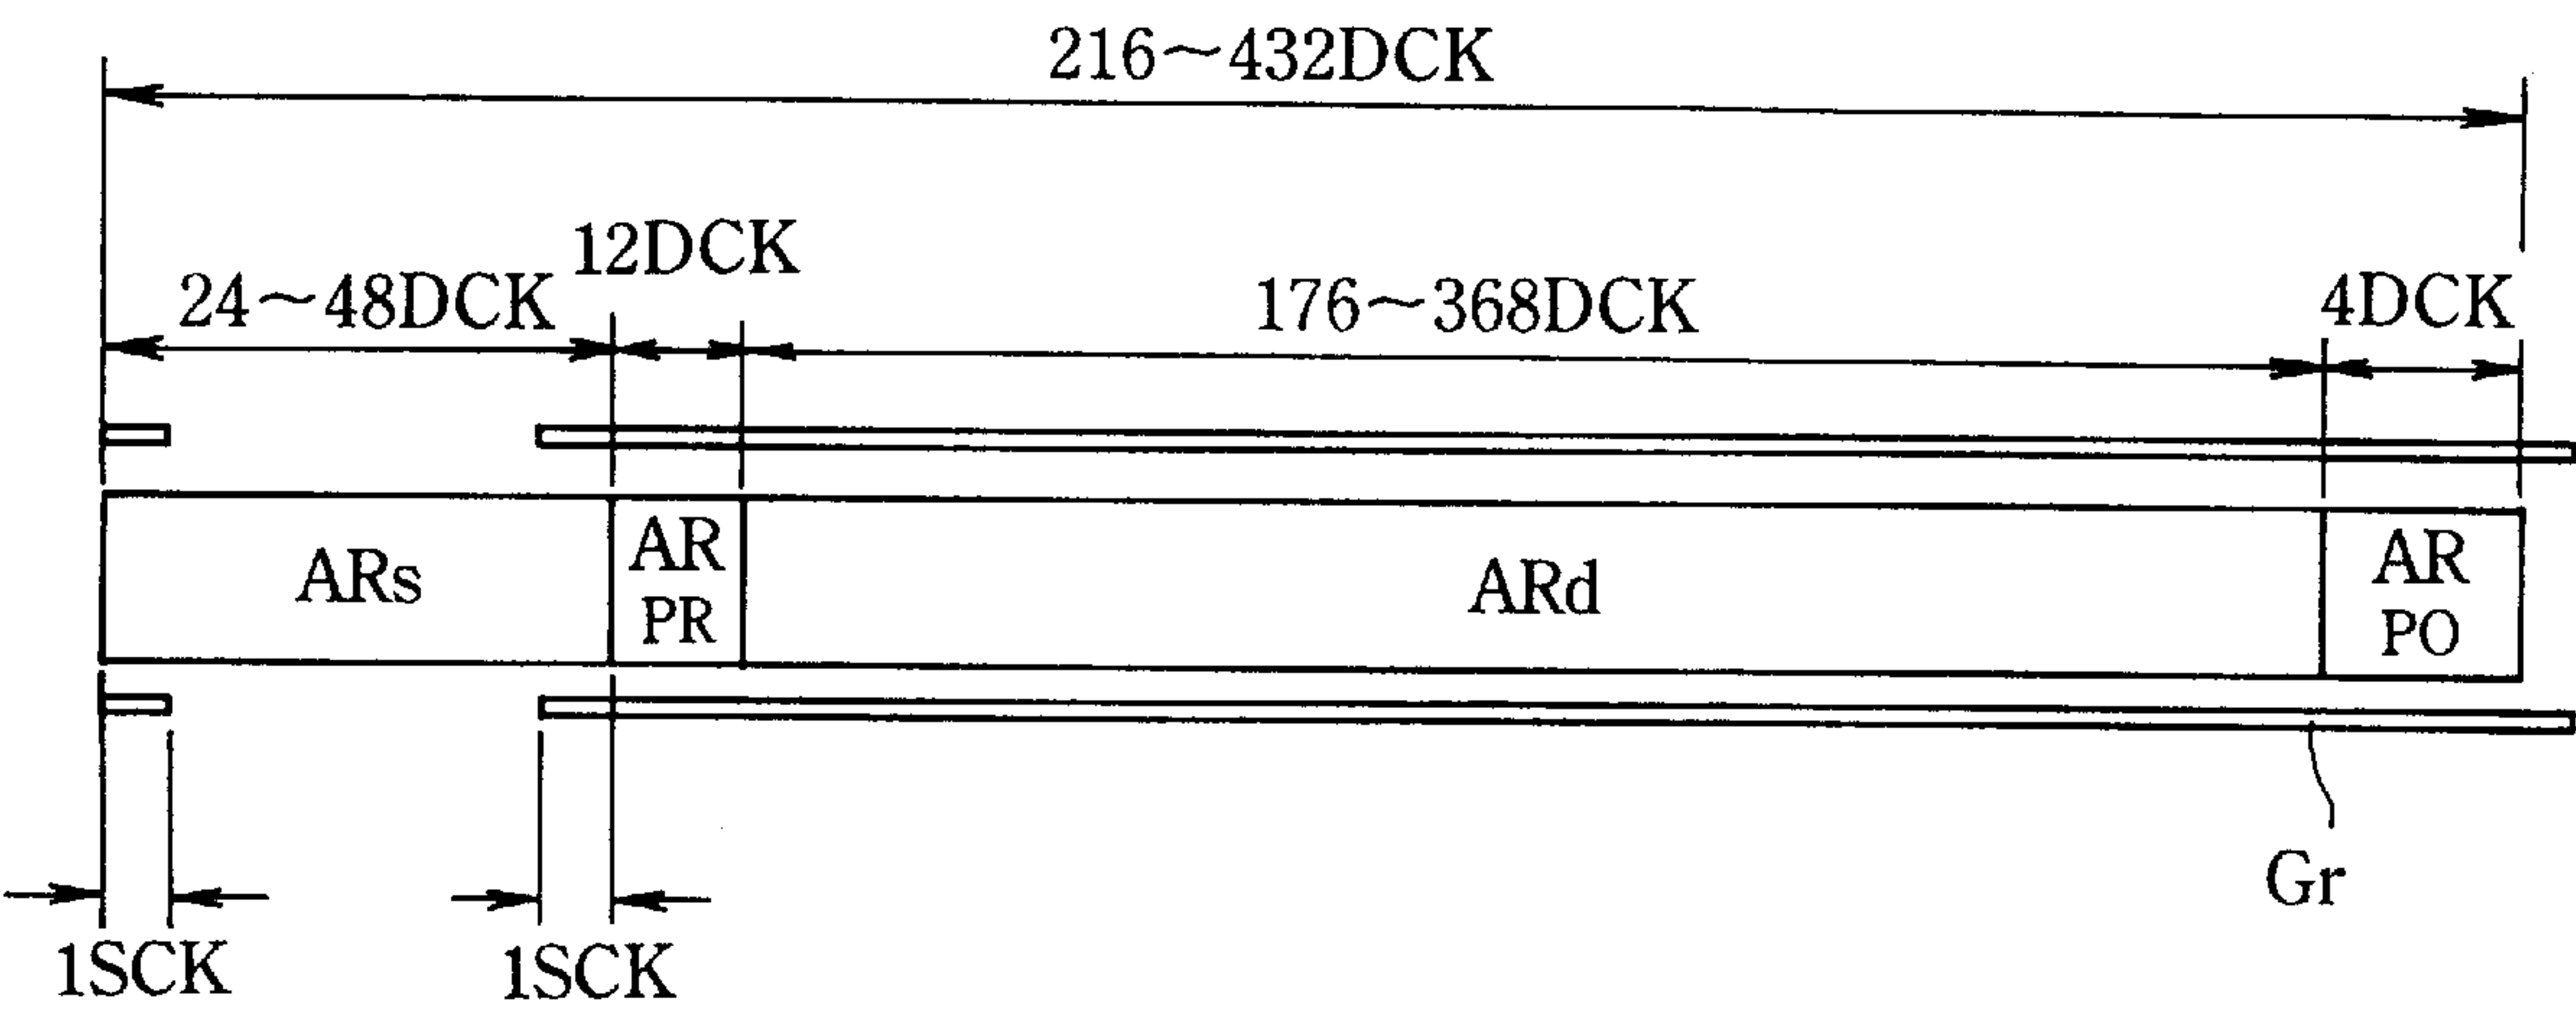 216～432DCK
12DCK
24～48DCK
176～368DCK
4DCK
ARs
AR
PR
ARd
AR
PO
Gr
1SCK
1SCK